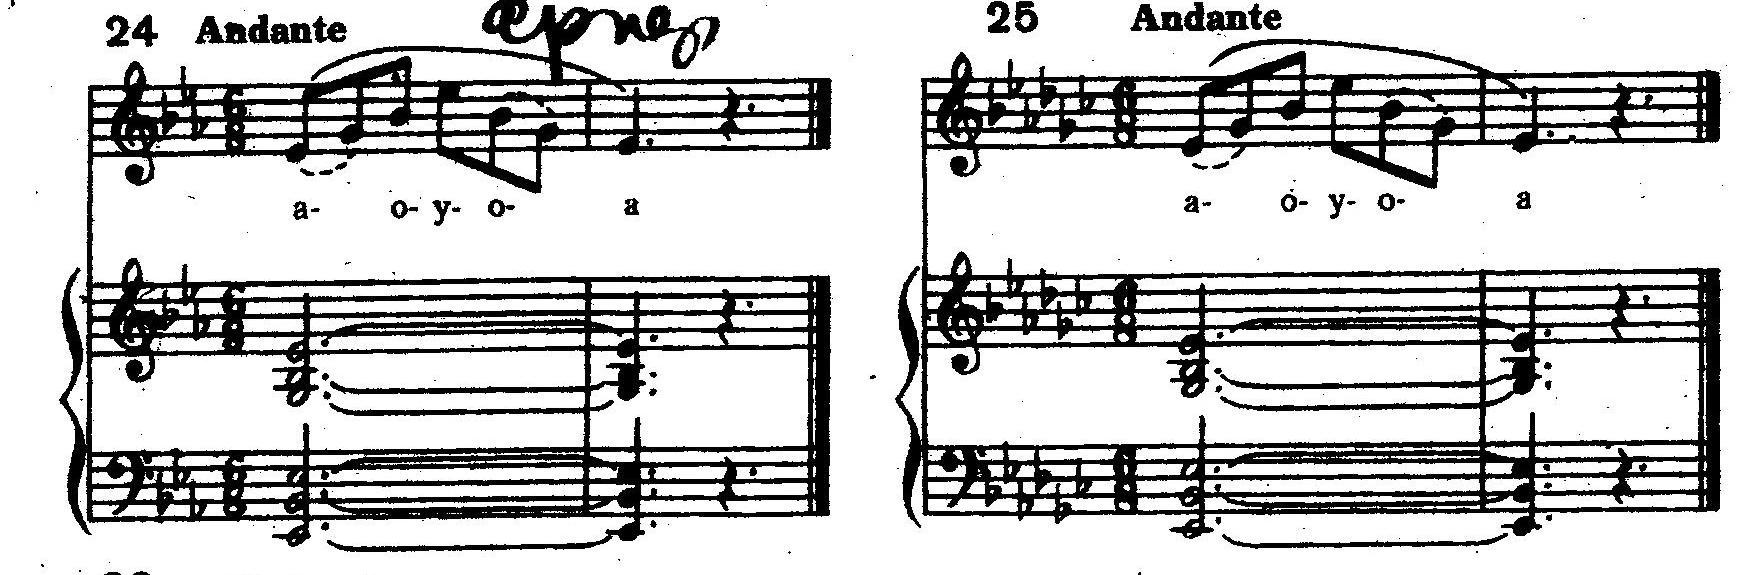 24 Andante
a- o- y- o- a
25 Andante
a- o- y- o- a